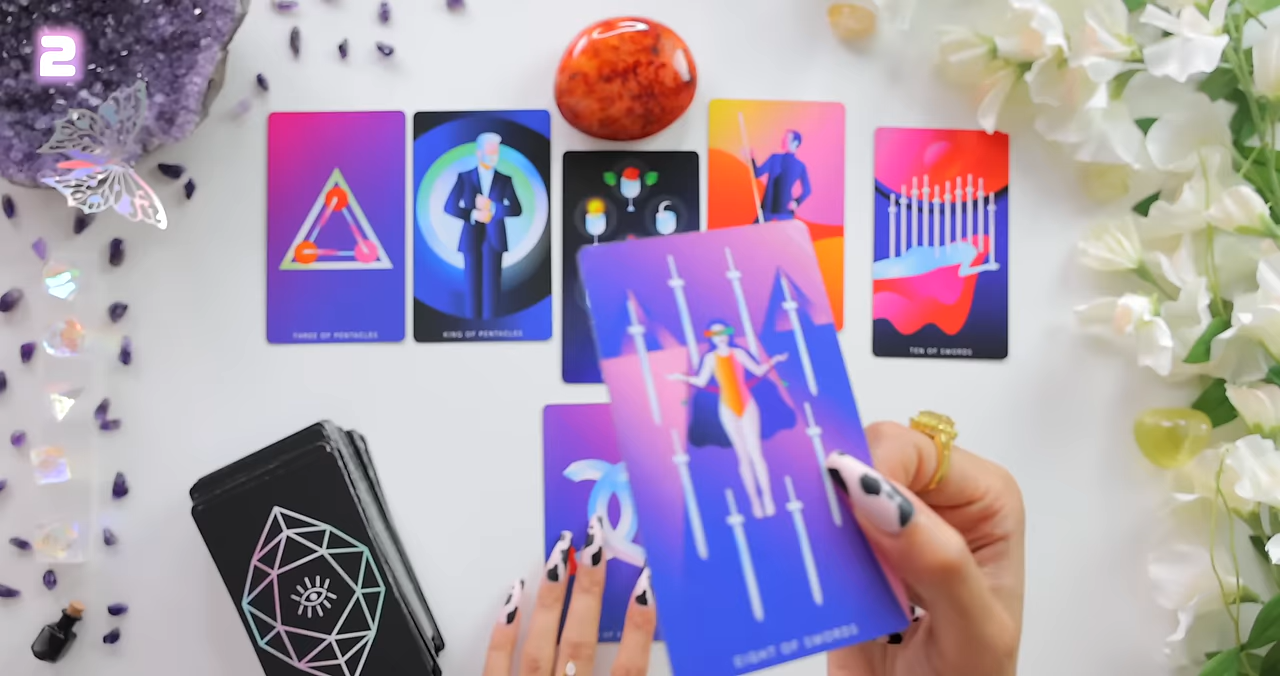 2
THREE OF PENTACLES
KING OF PENTACLES
TEN OF SWORDS
EIGHT OF SWORDS